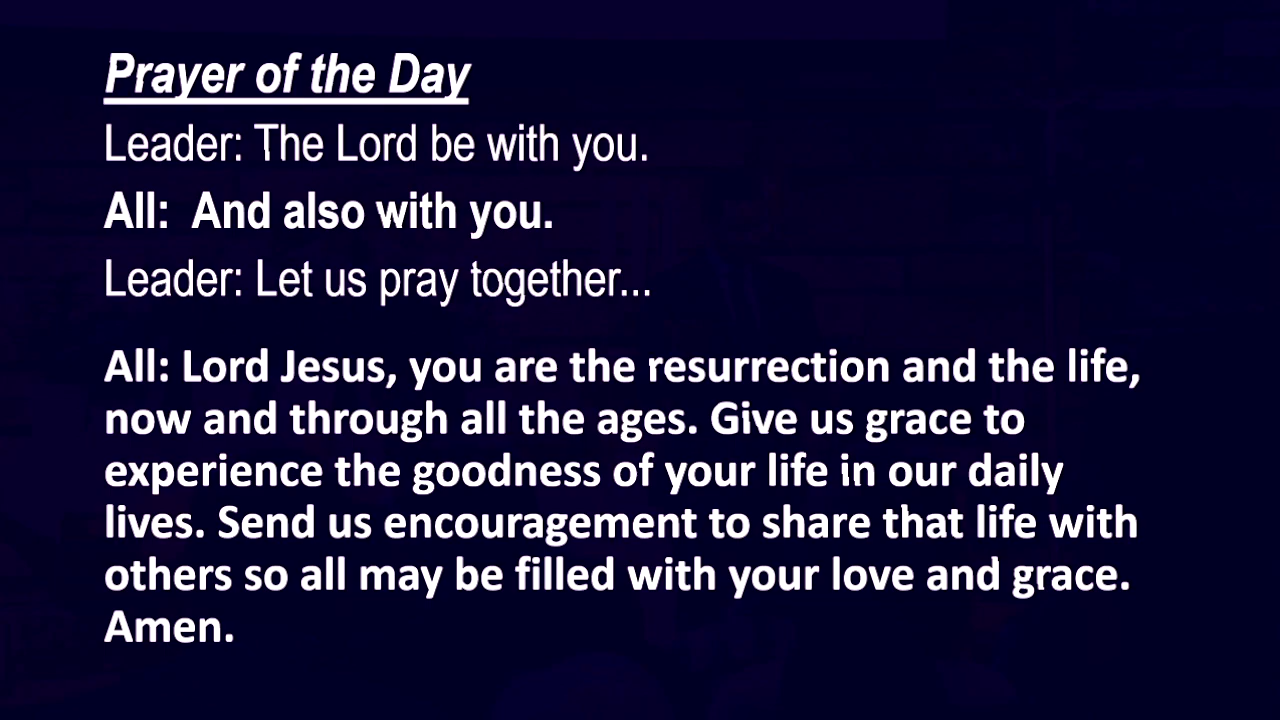 Prayer of the Day
Leader: The Lord be with you.
All:  And also with you.
Leader: Let us pray together...
All: Lord Jesus, you are the resurrection and the life,
now and through all the ages. Give us grace to
experience the goodness of your life in our daily
lives. Send us encouragement to share that life with
others so all may be filled with your love and grace.
Amen.